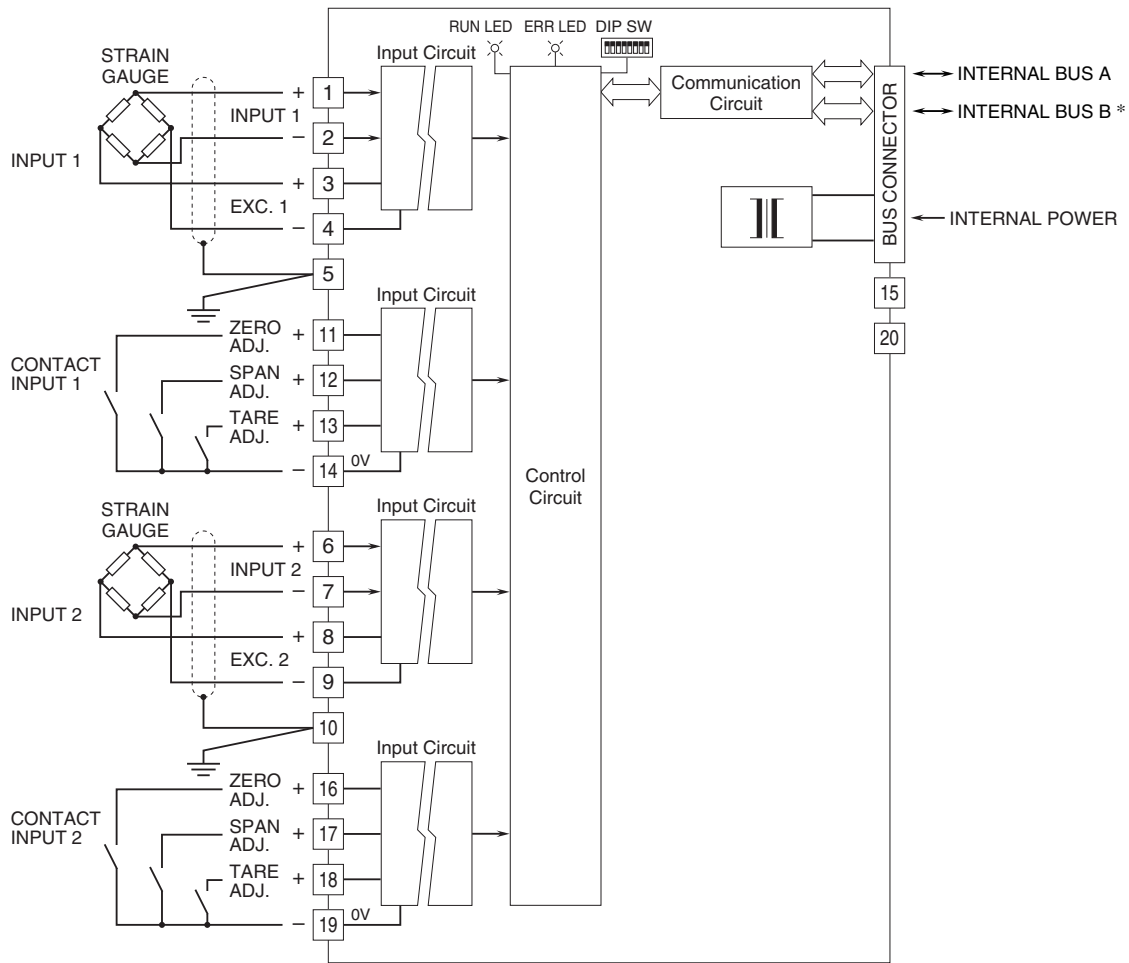 RUN LED ERR LED DIP SW
STRAIN
GAUGE
Input Circuit
+ 1
INPUT 1
− 2
INPUT 1
+ 3
EXC. 1
− 4
5
Communication
Circuit
BUS CONNECTOR
INTERNAL BUS A
INTERNAL BUS B *
INTERNAL POWER
15
20
Input Circuit
CONTACT
INPUT 1
ZERO
ADJ.
+ 11
SPAN
ADJ.
+ 12
TARE
ADJ.
+ 13
− 14 0V
Control
Circuit
STRAIN
GAUGE
Input Circuit
+ 6
INPUT 2
− 7
INPUT 2
+ 8
EXC. 2
− 9
10
Input Circuit
CONTACT
INPUT 2
ZERO
ADJ.
+ 16
SPAN
ADJ.
+ 17
TARE
ADJ.
+ 18
− 19 0V